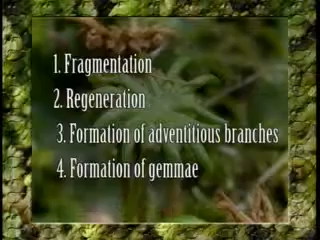 1. Fragmentation
2. Regeneration
3. Formation of adventitious branches
4. Formation of gemmae